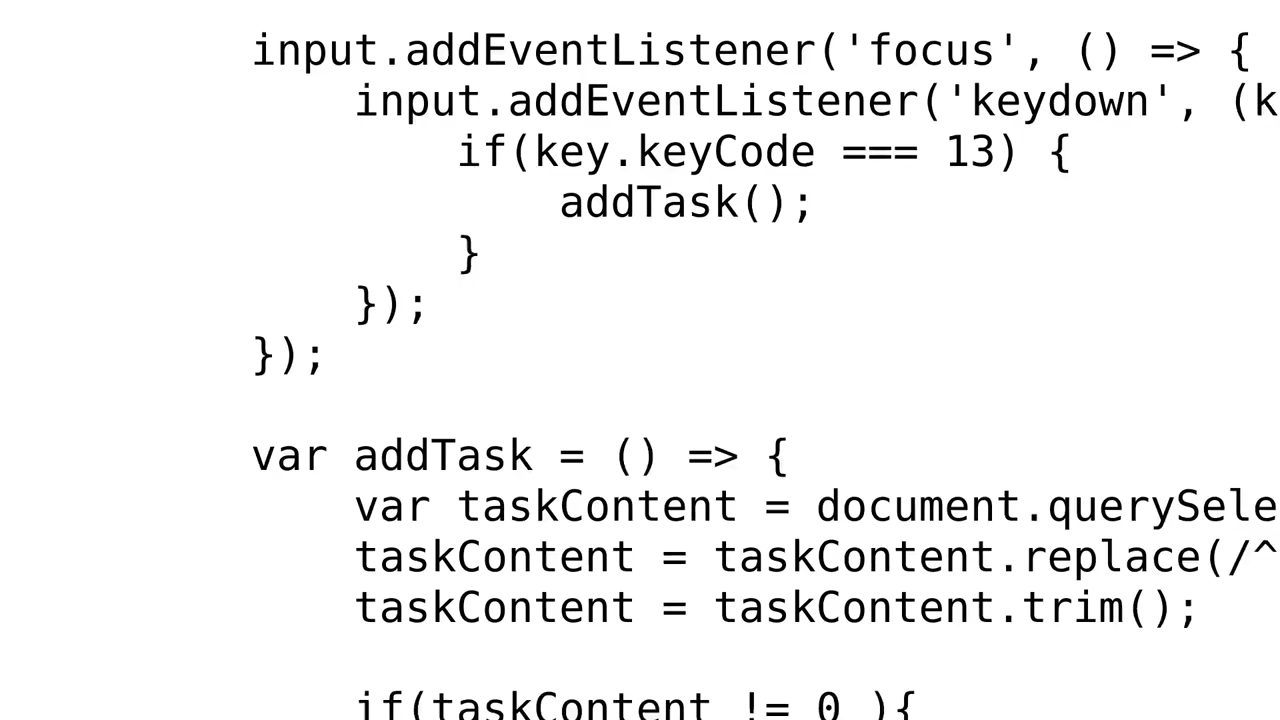 input.addEventListener('focus', () => {
input.addEventListener('keydown', (k
if(key.keyCode === 13) {
addTask();
}
});
});
var addTask = () => {
var taskContent = document.querySele
taskContent = taskContent.replace(/^
taskContent = taskContent.trim();
if(taskContent != 0 ){